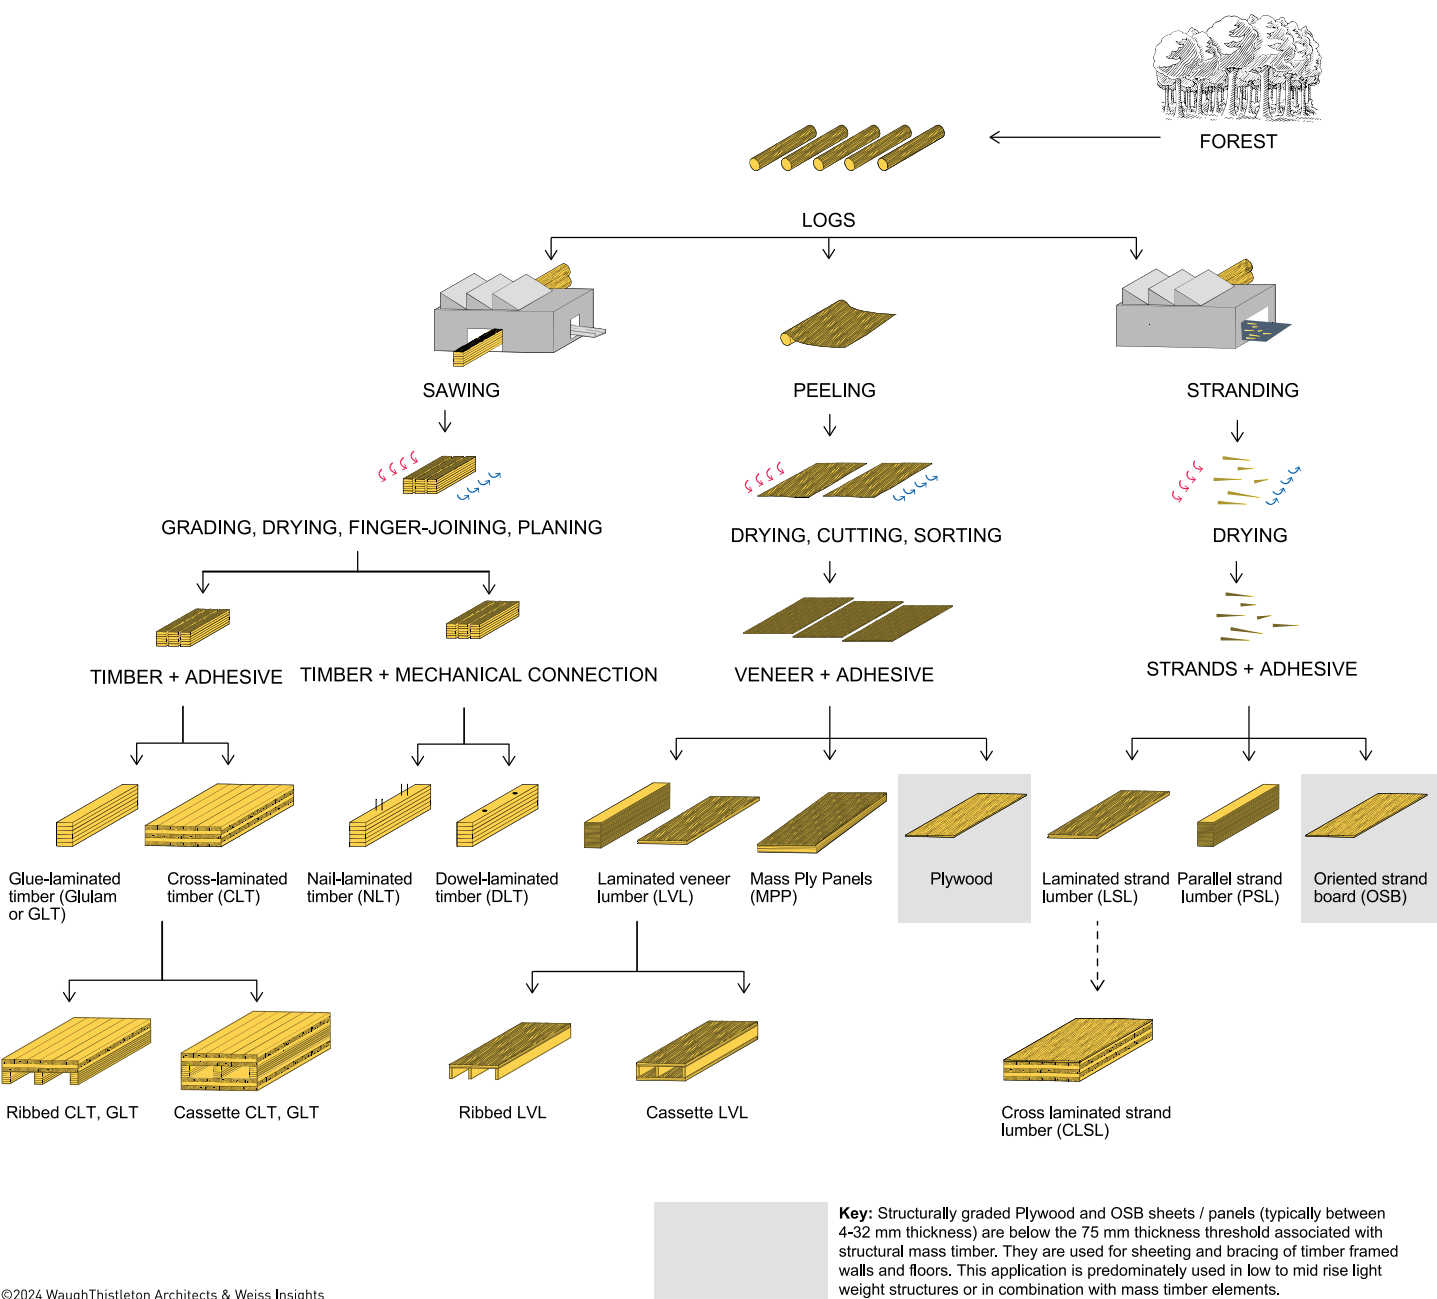 FOREST
LOGS
SAWING
PEELING
STRANDING
GRADING, DRYING, FINGER-JOINING, PLANING
DRYING, CUTTING, SORTING
DRYING
TIMBER + ADHESIVE
TIMBER + MECHANICAL CONNECTION
VENEER + ADHESIVE
STRANDS + ADHESIVE
Glue-laminated
timber (Glulam
or GLT)
Cross-laminated
timber (CLT)
Nail-laminated
timber (NLT)
Dowel-laminated
timber (DLT)
Laminated veneer
lumber (LVL)
Mass Ply Panels
(MPP)
Plywood
Laminated strand
lumber (LSL)
Parallel strand
lumber (PSL)
Oriented strand
board (OSB)
Ribbed CLT, GLT
Cassette CLT, GLT
Ribbed LVL
Cassette LVL
Cross laminated strand
lumber (CLSL)
Key: Structurally graded Plywood and OSB sheets / panels (typically between
4-32 mm thickness) are below the 75 mm thickness threshold associated with
structural mass timber. They are used for sheeting and bracing of timber framed
walls and floors. This application is predominately used in low to mid rise light
weight structures or in combination with mass timber elements.
©2024 WaughThistleton Architects & Weiss Insights